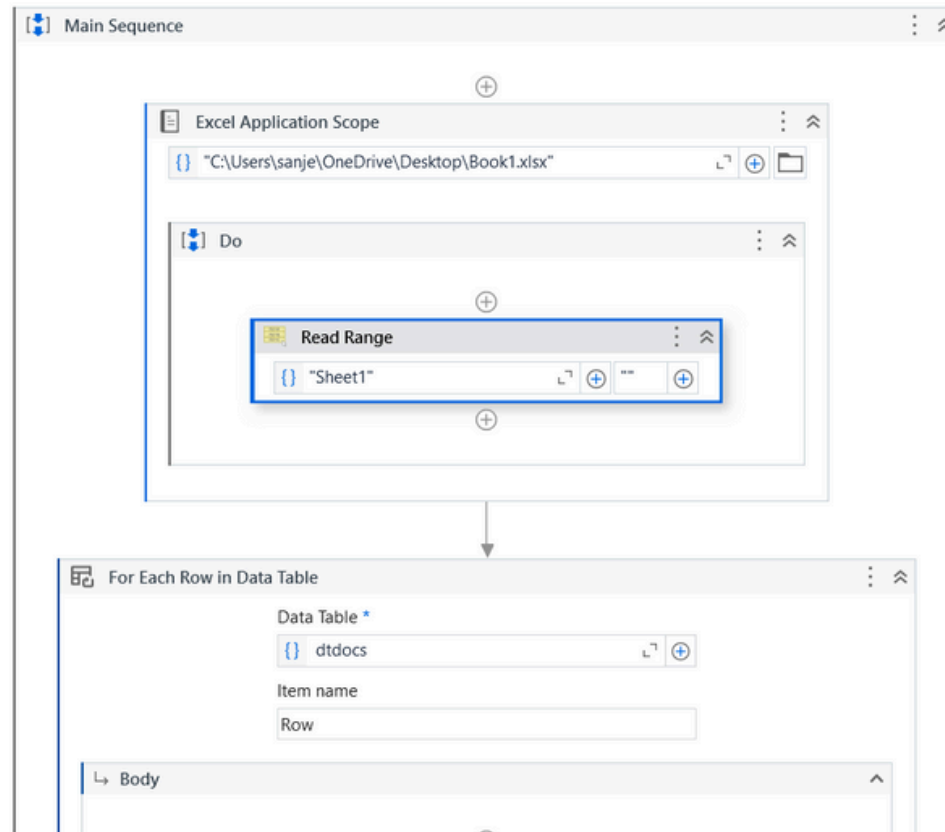 Main Sequence
Excel Application Scope
{} "C:\Users\sanje\OneDrive\Desktop\Book1.xlsx"
Do
Read Range
{} "Sheet1" ""
For Each Row in Data Table
Data Table *
{} dtdocs
Item name
Row
Body